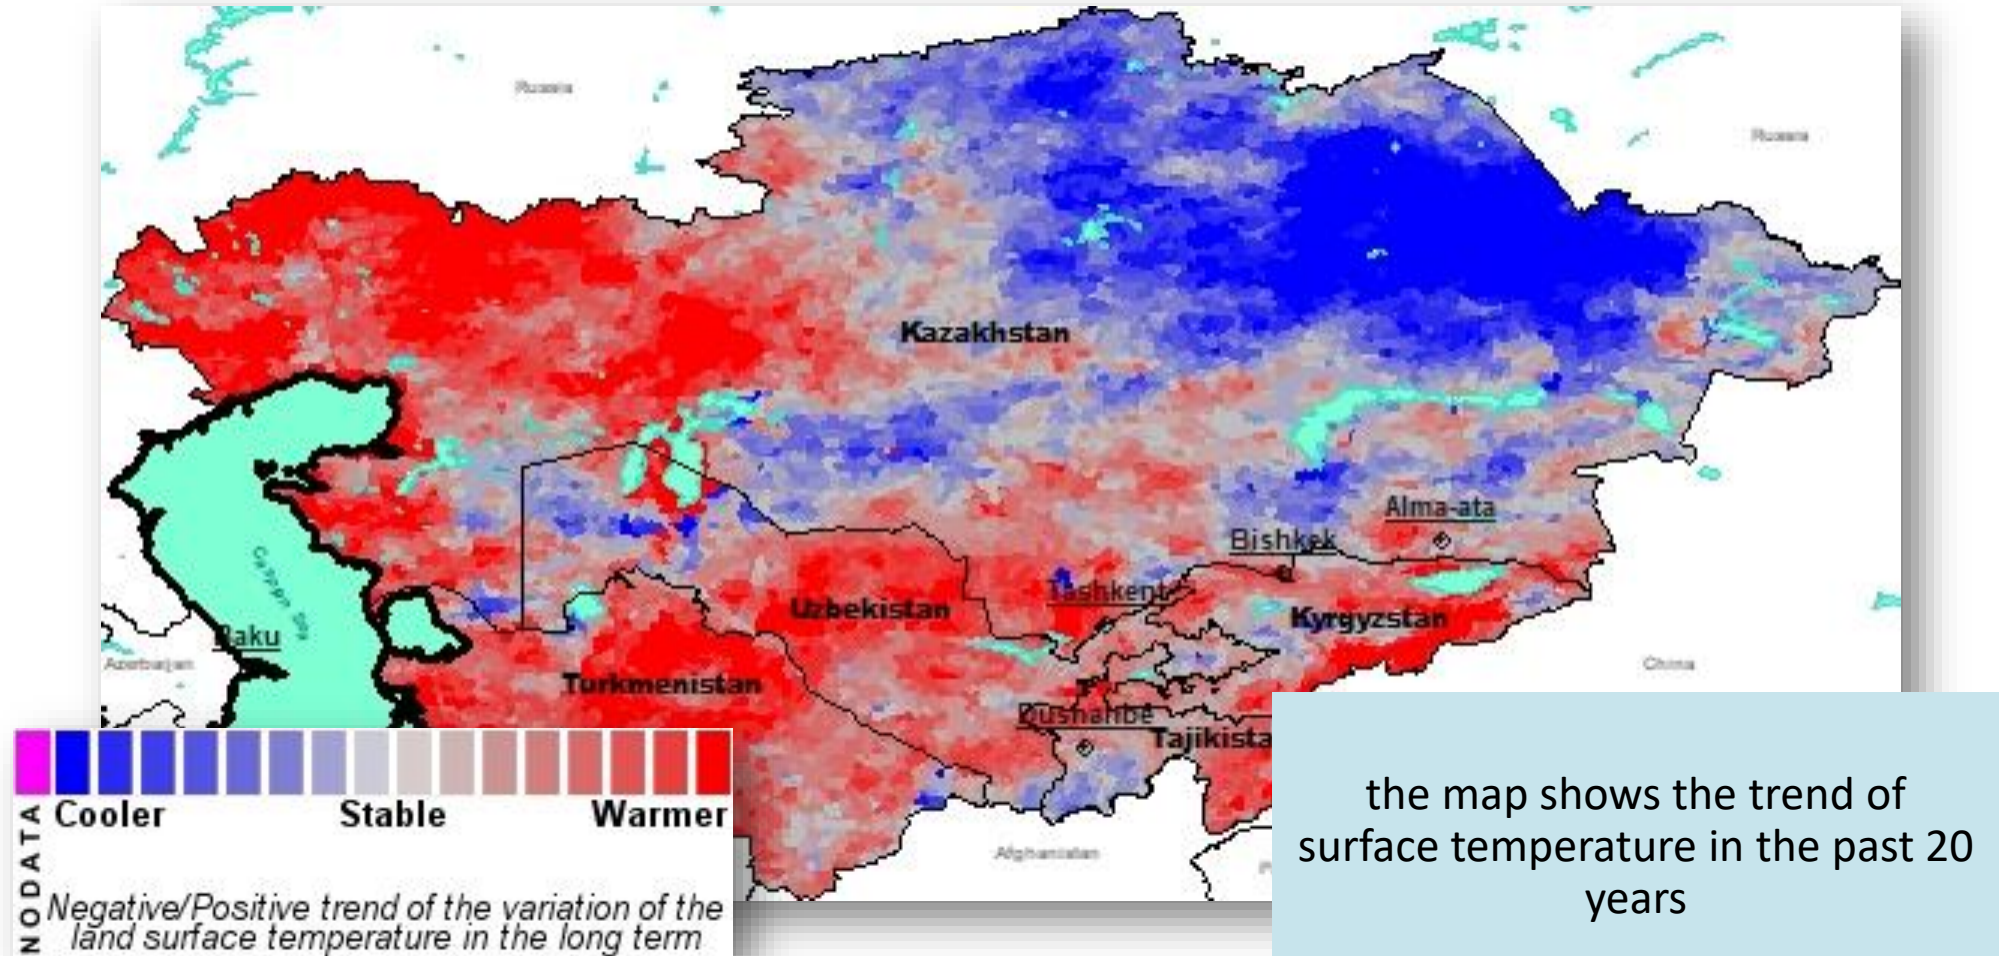 Russia
Russia
Kazakhstan
Alma-ata
Bishkek
Caspian Sea
Tashkent
Uzbekistan
Kyrgyzstan
Baku
Azerbaijan
China
Turkmenistan
Dushanbe
Tajikista
Afghanistan
Cooler
Stable
Warmer
NODATA
Negative/Positive trend of the variation of the
land surface temperature in the long term
the map shows the trend of
surface temperature in the past 20
years